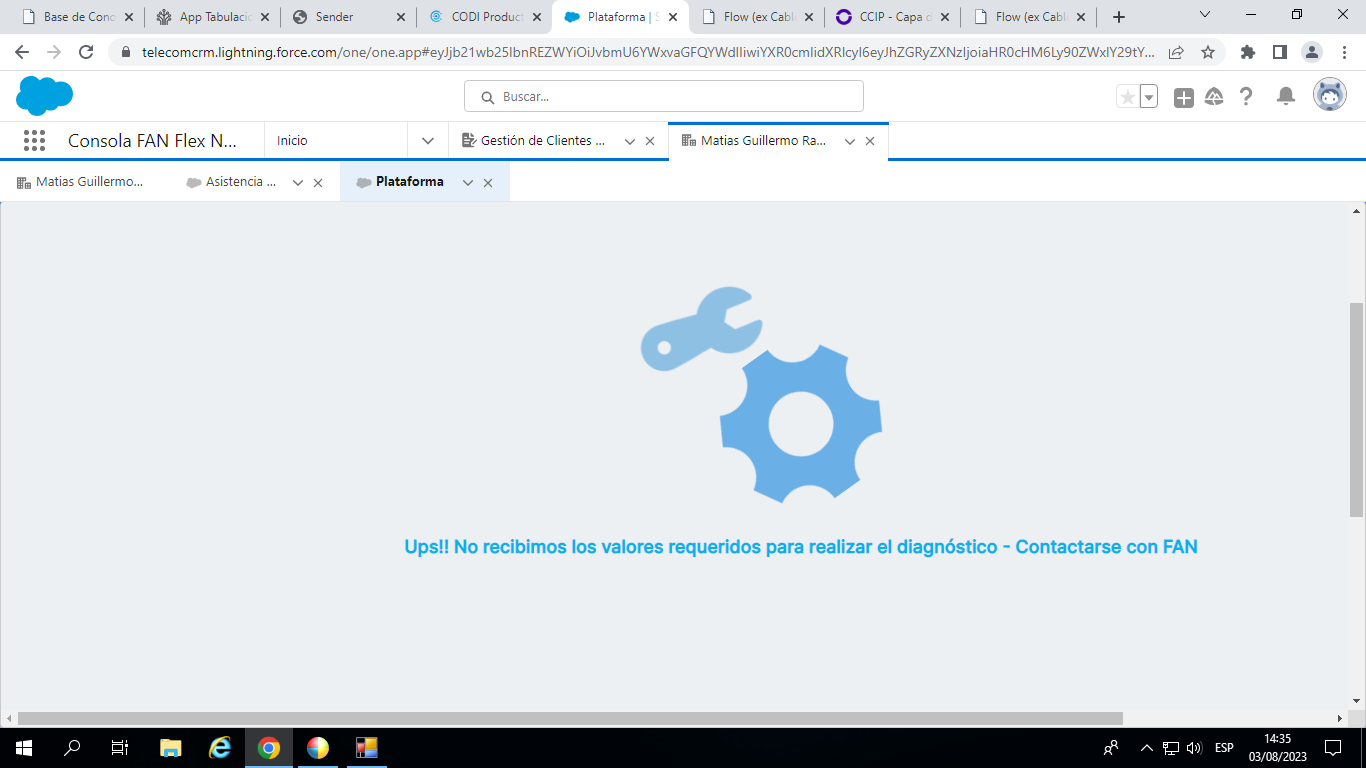 Base de Cono
App Tabulacio
Sender
CODI Product
Plataforma | S
Flow (ex Cabl
CCIP - Capa d
Flow (ex Cabl
telecomcrm.lightning.force.com/one/one.app#eyJjb21wb25lbnREZWYiOiJvbmU6YWxvaGFQYWdlIiwiYXR0cmlidXRlcyI6eyJhZGRyZXNzIjoiaHR0cHM6Ly90ZWxlY29tY...
Buscar...
Consola FAN Flex N...
Inicio
Gestión de Clientes ...
Matias Guillermo Ra...
Matias Guillermo...
Asistencia ...
Plataforma
Ups!! No recibimos los valores requeridos para realizar el diagnóstico - Contactarse con FAN
ESP
14:35
03/08/2023